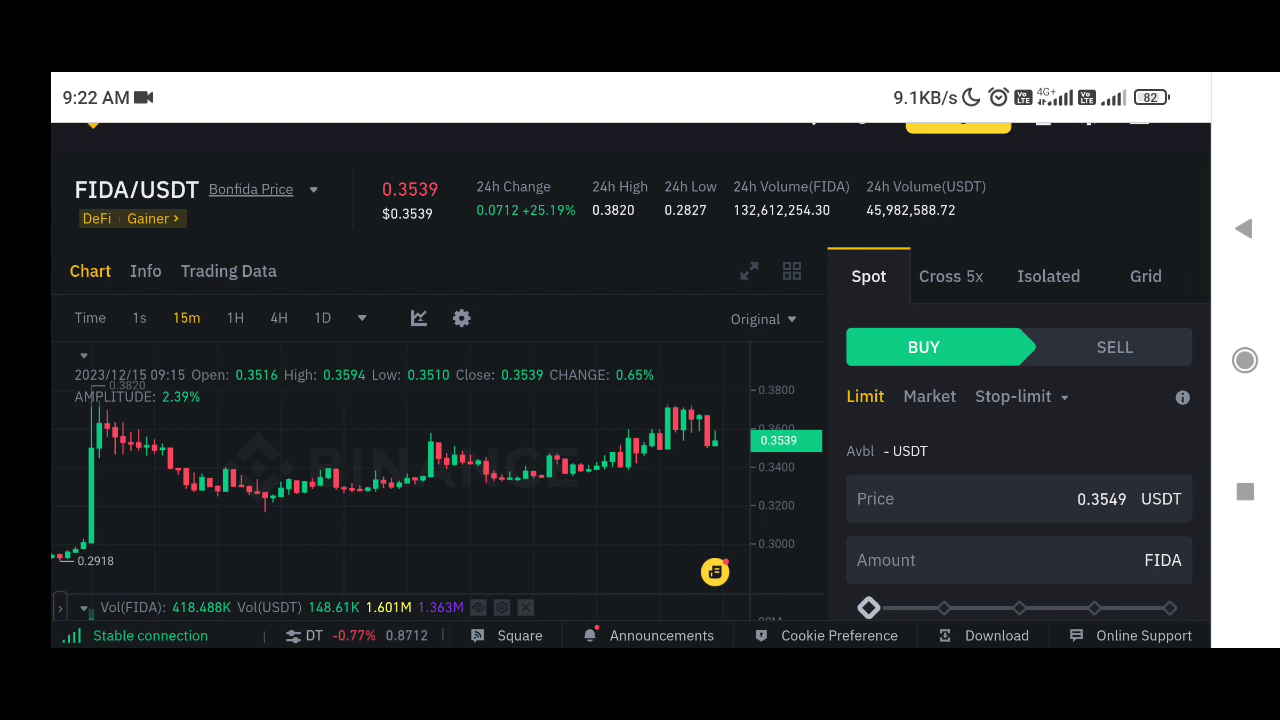 9:22 AM
9.1KB/s 4G+ 82
FIDA/USDT Bonfida Price
DeFi Gainer
0.3539
$0.3539
24h Change
0.0712 +25.19%
24h High
0.3820
24h Low
0.2827
24h Volume(FIDA)
132,612,254.30
24h Volume(USDT)
45,982,588.72
Chart Info Trading Data
Time 1s 15m 1H 4H 1D
Original
2023/12/15 09:15 Open: 0.3516 High: 0.3594 Low: 0.3510 Close: 0.3539 CHANGE: 0.65%
AMPLITUDE: 2.39%
0.3820
0.3800
0.3600
0.3539
0.3400
0.3200
0.3000
0.2918
BINANCE
Vol(FIDA): 418.488K Vol(USDT) 148.61K 1.601M 1.363M
Spot Cross 5x Isolated Grid
BUY SELL
Limit Market Stop-limit
Avbl - USDT
Price 0.3549 USDT
Amount FIDA
Stable connection DT -0.77% 0.8712 Square Announcements Cookie Preference Download Online Support